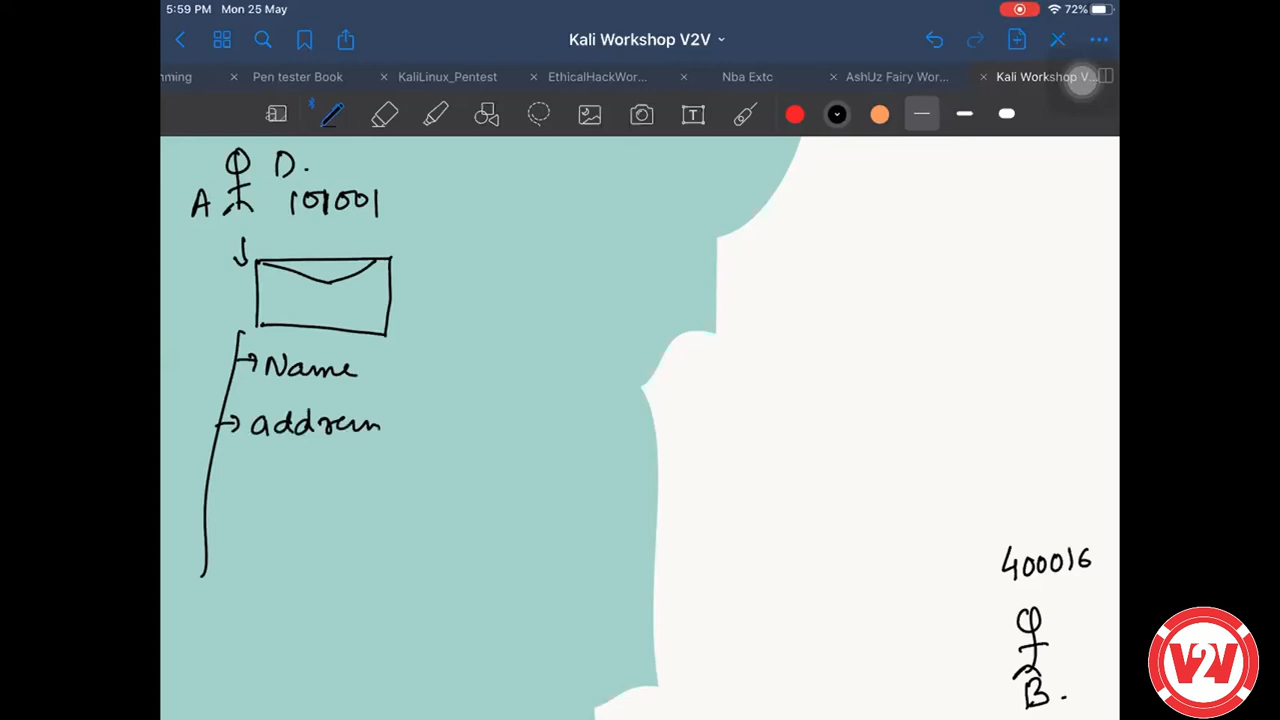 5:59 PM Mon 25 May
72%
Kali Workshop V2V
mming
Pen tester Book
KaliLinux_Pentest
EthicalHackWor...
Nba Extc
AshUz Fairy Wor...
Kali Workshop V...
T
D.
A 101001
Name
address
400016
B.
V2V